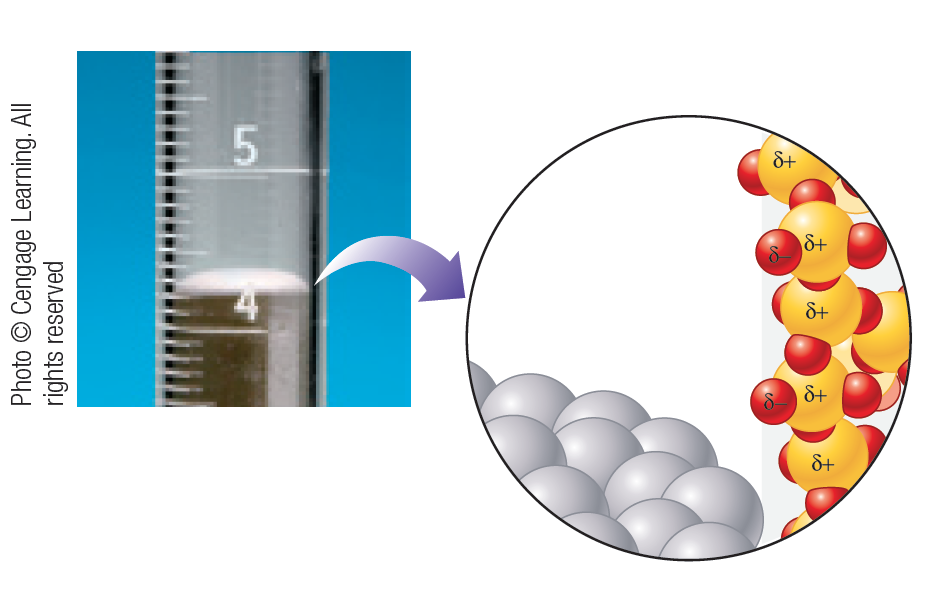 Photo © Cengage Learning. All
rights reserved
5
4
δ+
δ+
δ–
δ+
δ+
δ–
δ+